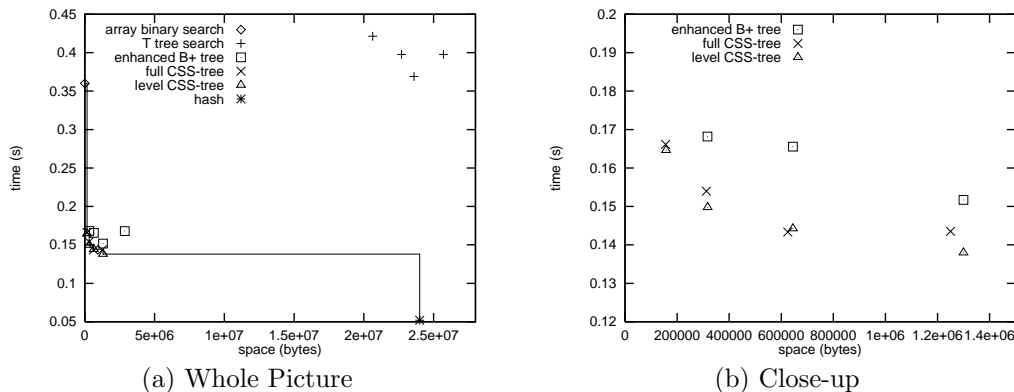 0.45
0.4
0.35
0.3
0.25
0.2
0.15
0.1
0.05
time (s)
array binary search
T tree search
enhanced B+ tree
full CSS-tree
level CSS-tree
hash
0 5e+06 1e+07 1.5e+07 2e+07 2.5e+07
space (bytes)
(a) Whole Picture
0.2
0.19
0.18
0.17
0.16
0.15
0.14
0.13
0.12
time (s)
enhanced B+ tree
full CSS-tree
level CSS-tree
0 200000 400000 600000 800000 1e+06 1.2e+06 1.4e+06
space (bytes)
(b) Close-up